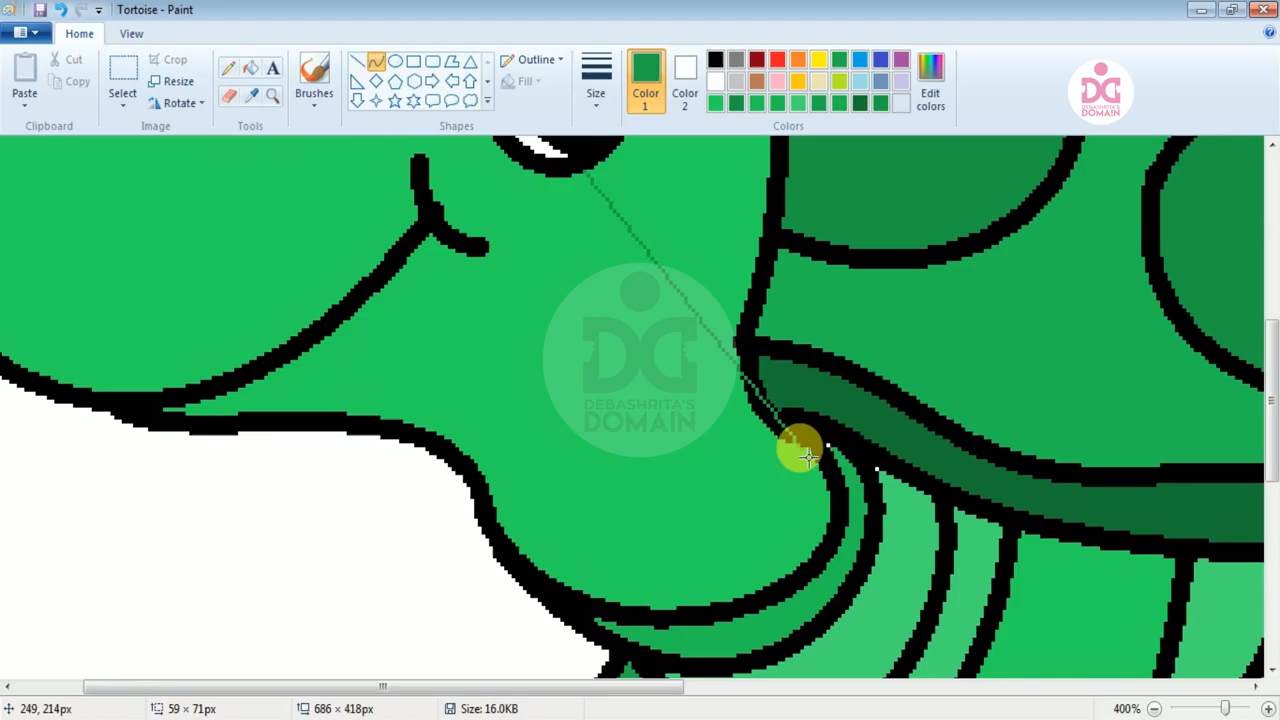 Tortoise - Paint
Home
View
Paste
Cut
Copy
Clipboard
Select
Crop
Resize
Rotate
Image
A
Tools
Brushes
Shapes
Outline
Fill
Size
Color
1
Color
2
Edit
colors
Colors
DEBASHRITA'S
DOMAIN
DEBASHRITA'S
DOMAIN
249, 214px
59 × 71px
686 × 418px
Size: 16.0KB
400%